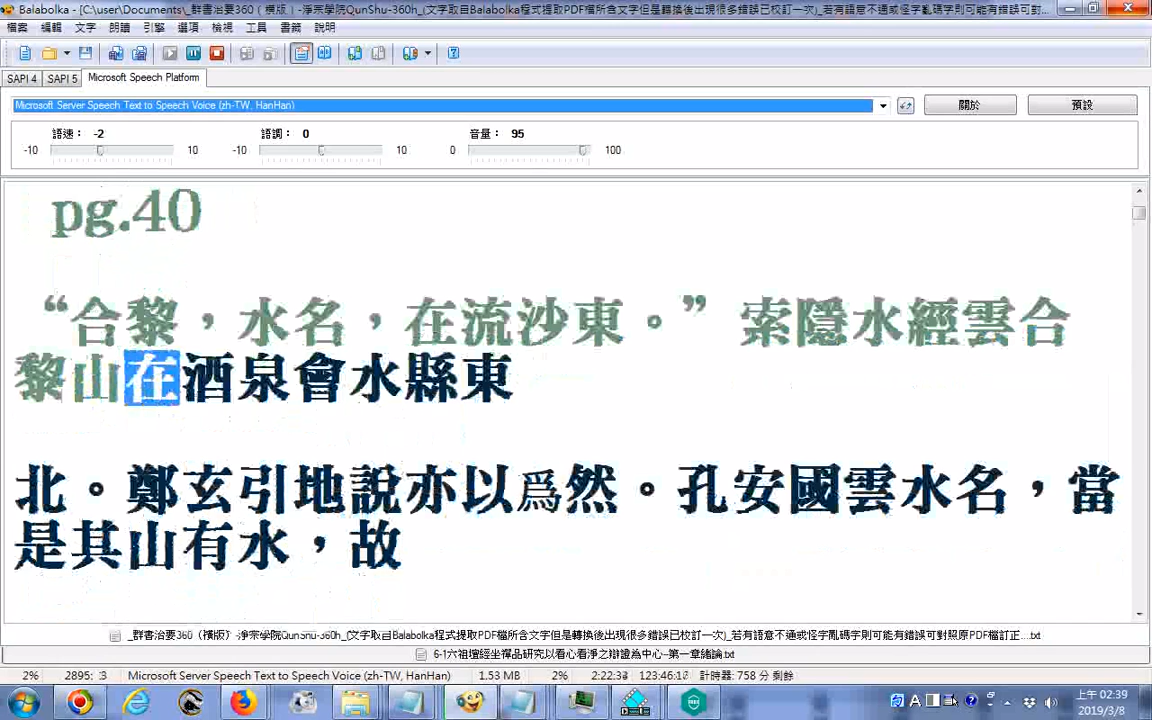 Balabolka - [C:\user\Documents\_群書治要360（橫版）-淨宗學院QunShu-360h_(文字取目Balabolka程式提取PDF檔所含文字但是轉換後出現很多錯誤已校訂一次)_若有語意不通或怪字亂碼字則可能有錯誤可對...
檔案 編輯 文字 朗讀 引擎 選項 檢視 工具 書籤 說明
SAPI 4 SAPI 5 Microsoft Speech Platform
Microsoft Server Speech Text to Speech Voice (zh-TW, HanHan) 關於 預設
語速： -2 語調： 0 音量： 95
-10 10 -10 10 0 100
pg.40
“合黎，水名，在流沙東。”索隱水經雲合
黎山在酒泉會水縣東
北。鄭玄引地說亦以爲然。孔安國雲水名，當
是其山有水，故
_群書治要360（橫版）-淨宗學院QunShu-360h_(文字取目Balabolka程式提取PDF檔所含文字但是轉換後出現很多錯誤已校訂一次)_若有語意不通或怪字亂碼字則可能有錯誤可對照原PDF檔訂正....txt
6-1六祖壇經坐禪品研究以看心看淨之辯證為中心--第一章緒論.txt
2% Microsoft Server Speech Text to Speech Voice (zh-TW, HanHan) 1.53 MB 2% 計時器： 758 分 剩餘
上午 02:39
2019/3/8